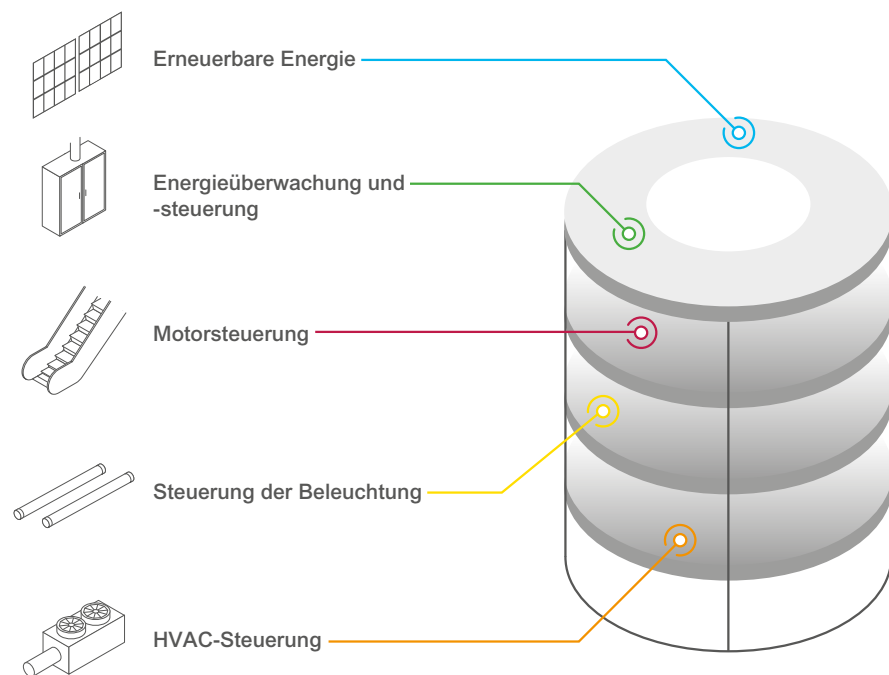 Erneuerbare Energie
Energieüberwachung und
-steuerung
Motorsteuerung
Steuerung der Beleuchtung
HVAC-Steuerung